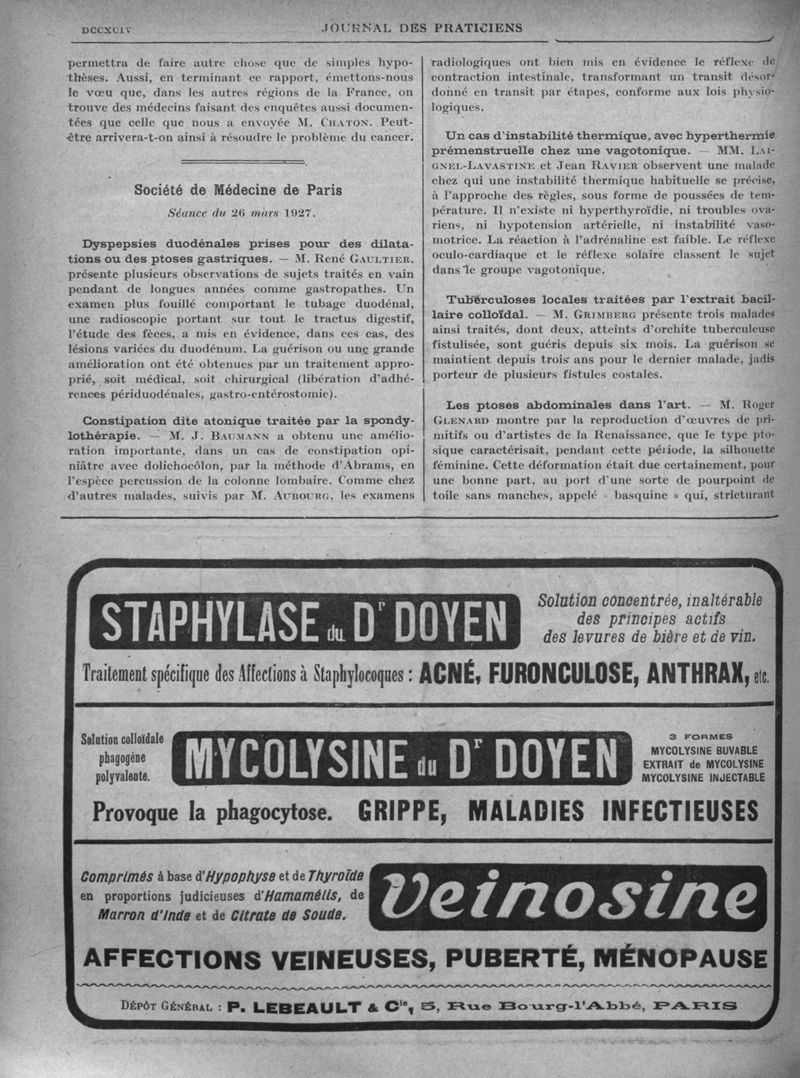 DCCXCIV
JOURNAL DES PRATICIENS
permettra de faire autre chose que de simples hypo-
thèses. Aussi, en terminant ce rapport, émettons-nous
le vœu que, dans les autres régions de la France, on
trouve des médecins faisant des enquêtes aussi documen-
tées que celle que nous a envoyée M. CHATON. Peut-
être arrivera-t-on ainsi à résoudre le problème du cancer.
Société de Médecine de Paris
Séance du 26 mars 1927.
Dyspepsies duodénales prises pour des dilata-
tions ou des ptoses gastriques. — M. René GAULTIER,
présente plusieurs observations de sujets traités en vain
pendant de longues années comme gastropathes. Un
examen plus fouillé comportant le tubage duodénal,
une radioscopie portant sur tout le tractus digestif,
l'étude des fèces, a mis en évidence, dans ces cas, des
lésions variées du duodénum. La guérison ou une grande
amélioration ont été obtenues par un traitement appro-
prié, soit médical, soit chirurgical (libération d'adhé-
rences périduodénales, gastro-entérostomie).
Constipation dite atonique traitée par la spondy-
lothérapie. — M. J. BAUMANN a obtenu une amélio-
ration importante, dans un cas de constipation opi-
niâtre avec dolichocôlon, par la méthode d'Abrams, en
l'espèce percussion de la colonne lombaire. Comme chez
d'autres malades, suivis par M. AUBOURG, les examens
radiologiques ont bien mis en évidence le réflexe de
contraction intestinale, transformant un transit désor-
donné en transit par étapes, conforme aux lois physio-
logiques.
Un cas d'instabilité thermique, avec hyperthermie
prémenstruelle chez une vagotonique. — MM. LAI-
GNEL-LAVASTINE et Jean RAVIER observent une malade
chez qui une instabilité thermique habituelle se précise,
à l'approche des règles, sous forme de poussées de tem-
pérature. Il n'existe ni hyperthyroïdie, ni troubles ova-
riens, ni hypotension artérielle, ni instabilité vaso-
motrice. La réaction à l'adrénaline est faible. Le réflexe
oculo-cardiaque et le réflexe solaire classent le sujet
dans le groupe vagotonique.
Tuberculoses locales traitées par l'extrait bacil-
laire colloïdal. — M. GRIMBERG présente trois malades
ainsi traités, dont deux, atteints d'orchite tuberculeuse
fistulisée, sont guéris depuis six mois. La guérison se
maintient depuis trois ans pour le dernier malade, jadis
porteur de plusieurs fistules costales.
Les ptoses abdominales dans l'art. — M. Roger
GLENARD montre par la reproduction d'œuvres de pri-
mitifs ou d'artistes de la Renaissance, que le type pto-
sique caractérisait, pendant cette période, la silhouette
féminine. Cette déformation était due certainement, pour
une bonne part, au port d'une sorte de pourpoint de
toile sans manches, appelé « basquine » qui, stricturant
STAPHYLASE du Dr DOYEN
Solution concentrée, inaltérable
des principes actifs
des levures de bière et de vin.
Traitement spécifique des Affections à Staphylocoques : ACNÉ, FURONCULOSE, ANTHRAX, etc.
Solution colloïdale
phagogène
polyvalente.
MYCOLYSINE du Dr DOYEN
3 FORMES
MYCOLYSINE BUVABLE
EXTRAIT de MYCOLYSINE
MYCOLYSINE INJECTABLE
Provoque la phagocytose. GRIPPE, MALADIES INFECTIEUSES
Comprimés à base d'Hypophyse et de Thyroïde
en proportions judicieuses d'Hamamélis, de
Marron d'Inde et de Citrate de Soude.
Veinosine
AFFECTIONS VEINEUSES, PUBERTÉ, MÉNOPAUSE
DÉPÔT GÉNÉRAL : P. LEBEAULT & Cie, 5, Rue Bourg-l'Abbé, PARIS